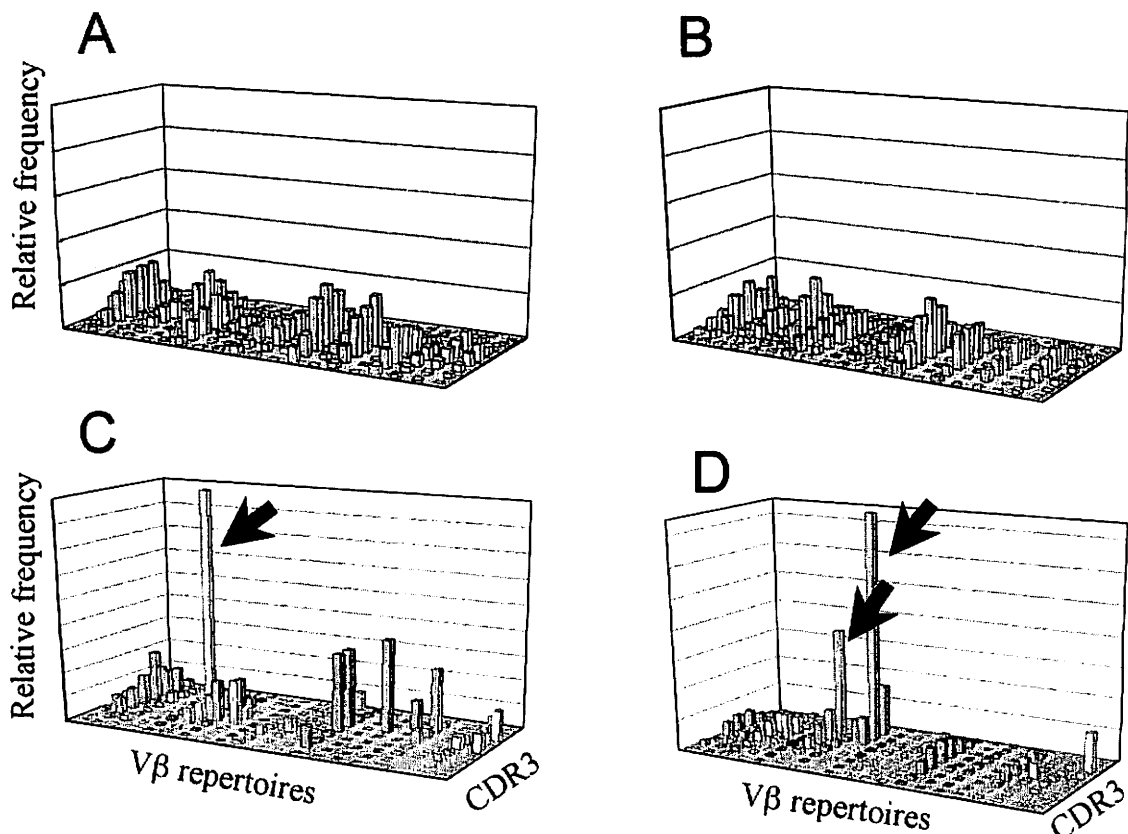 A
B
Relative frequency
C
D
Relative frequency
Vβ repertoires
CDR3
Vβ repertoires
CDR3